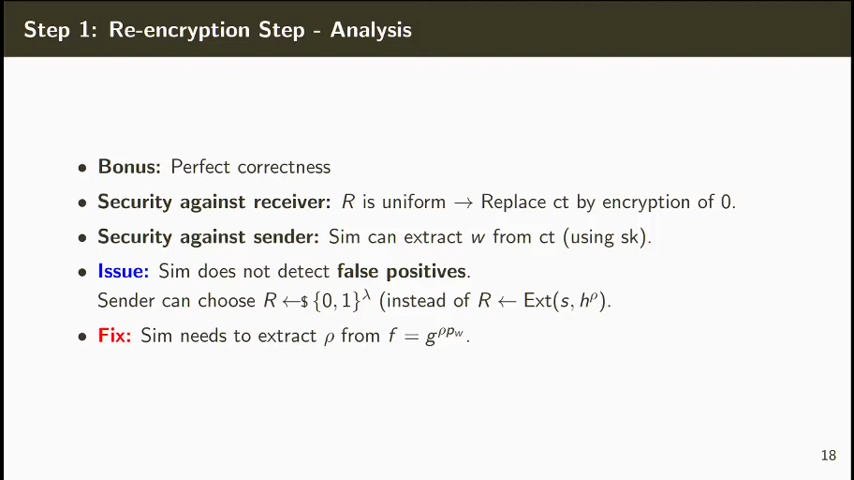 Step 1: Re-encryption Step - Analysis
• Bonus: Perfect correctness
• Security against receiver: R is uniform → Replace ct by encryption of 0.
• Security against sender: Sim can extract w from ct (using sk).
• Issue: Sim does not detect false positives.
Sender can choose R ←$ {0, 1}^λ (instead of R ← Ext(s, h^ρ).
• Fix: Sim needs to extract ρ from f = g^{ρp_w}.
18